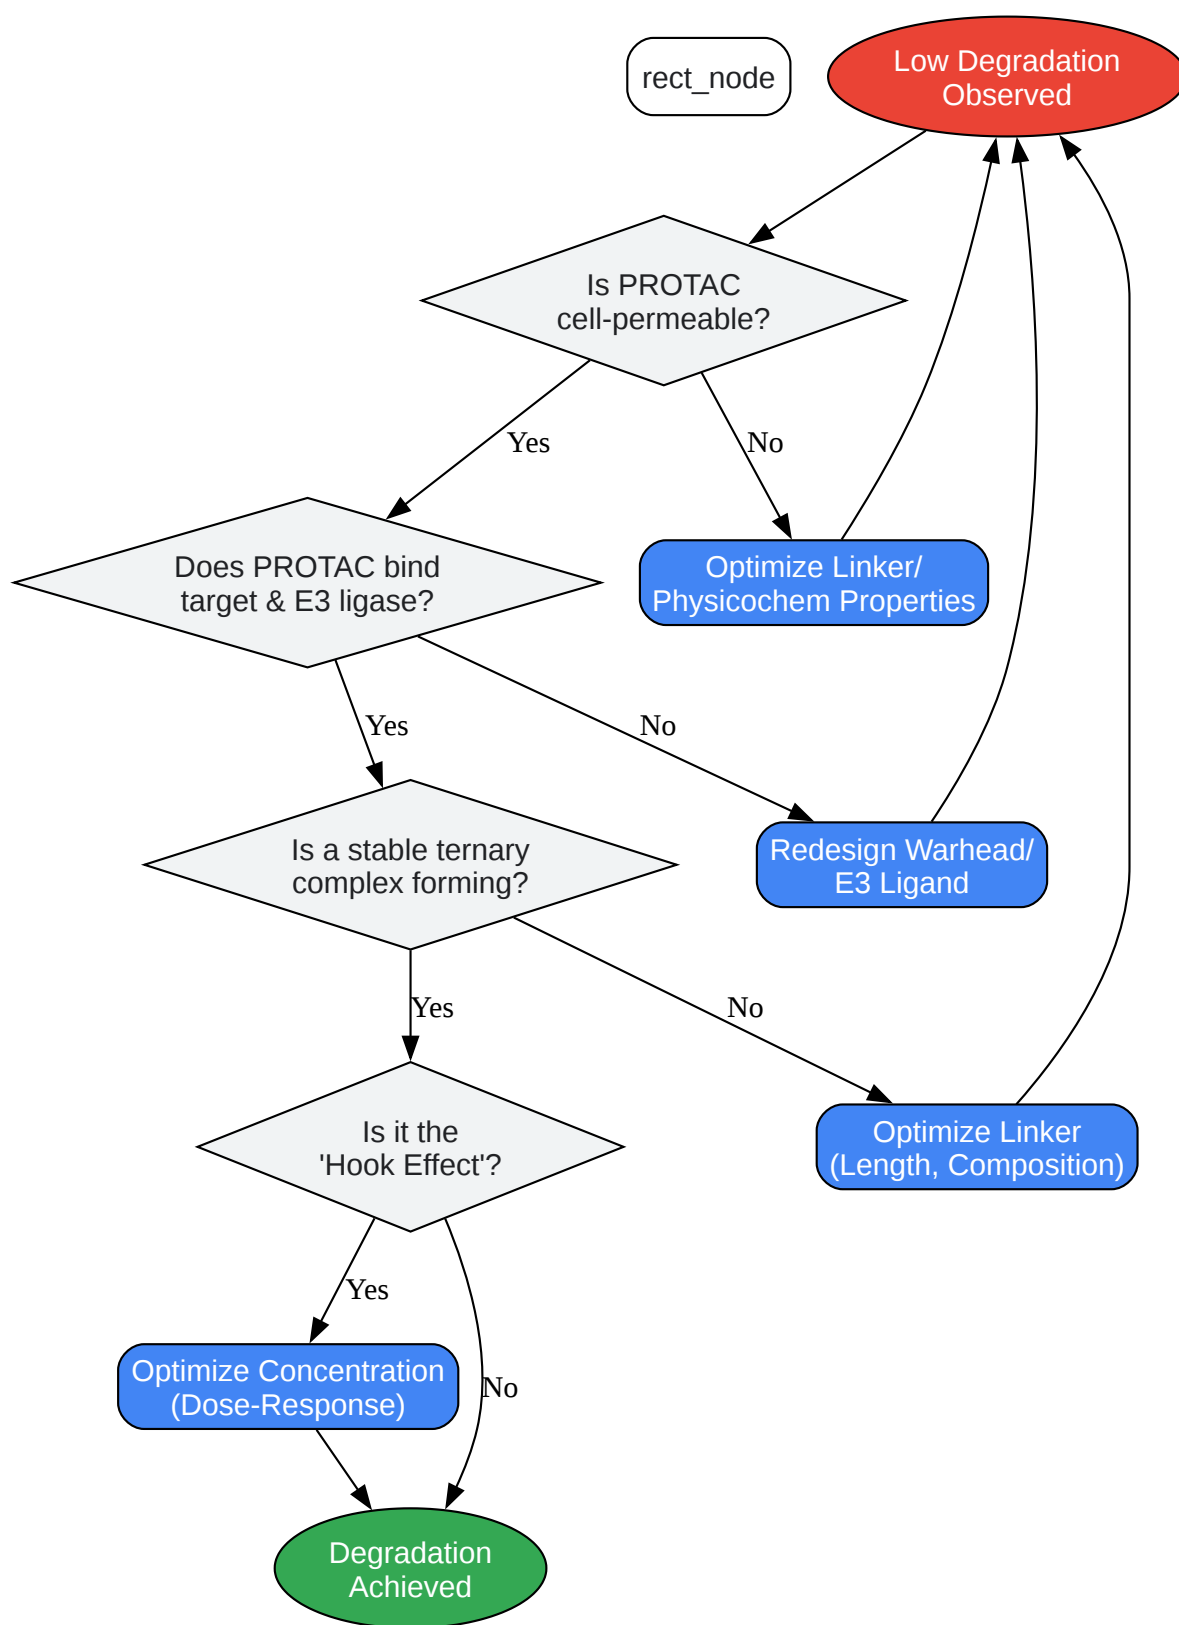 rect_node
Low Degradation
Observed
Is PROTAC
cell-permeable?
Yes
No
Does PROTAC bind
target & E3 ligase?
Optimize Linker/
Physicochem Properties
Yes
No
Is a stable ternary
complex forming?
Redesign Warhead/
E3 Ligand
Yes
No
Is it the
'Hook Effect'?
Optimize Linker
(Length, Composition)
Yes
No
Optimize Concentration
(Dose-Response)
Degradation
Achieved